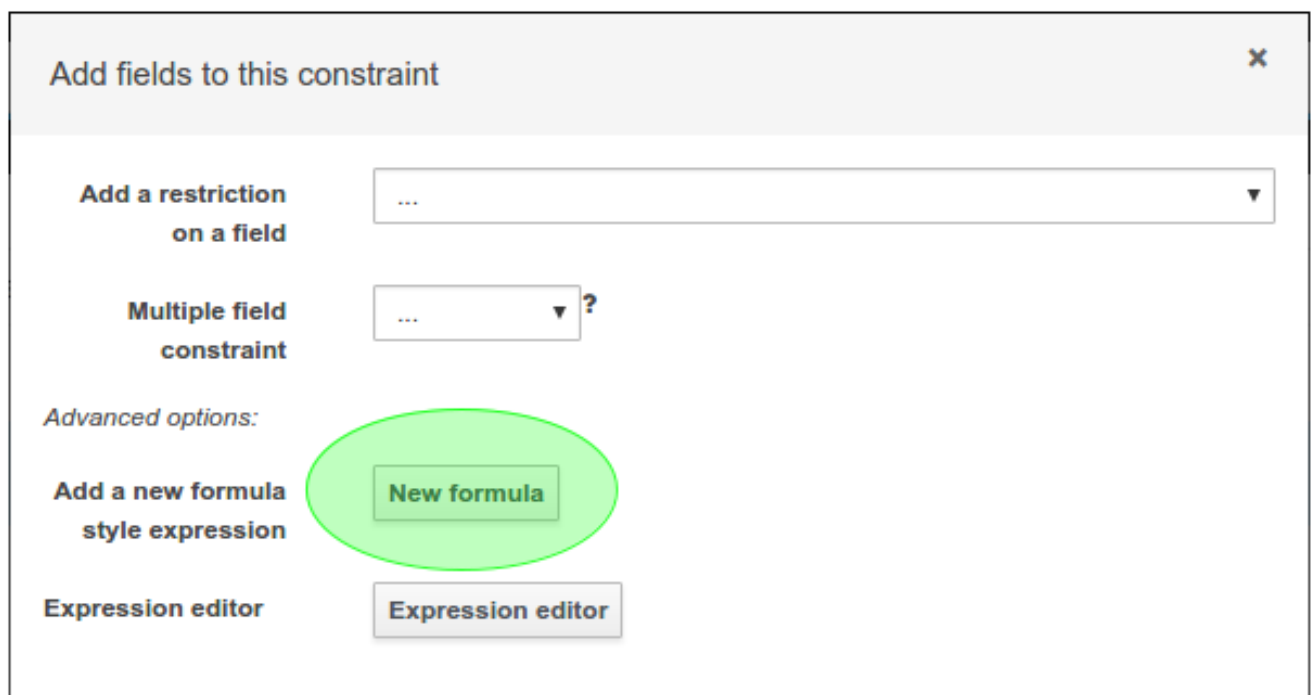 Add fields to this constraint ×
Add a restriction ... ▼
on a field
Multiple field ... ▼ ?
constraint
Advanced options:
Add a new formula New formula
style expression
Expression editor Expression editor